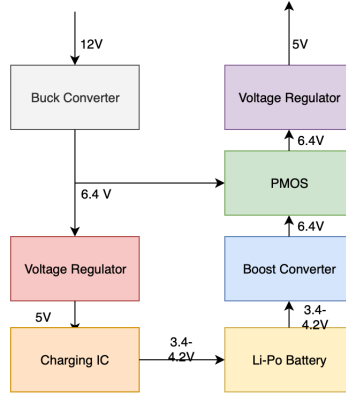 12V
5V
Buck Converter
Voltage Regulator
6.4V
6.4 V
PMOS
6.4V
Voltage Regulator
Boost Converter
5V
3.4-
4.2V
3.4-
4.2V
Charging IC
Li-Po Battery